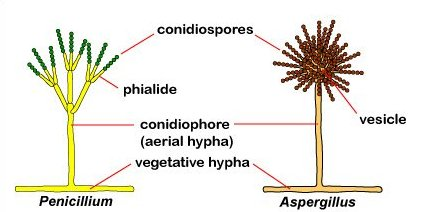 conidiospores
phialide
conidiophore
(aerial hypha)
vesicle
vegetative hypha
Penicillium
Aspergillus